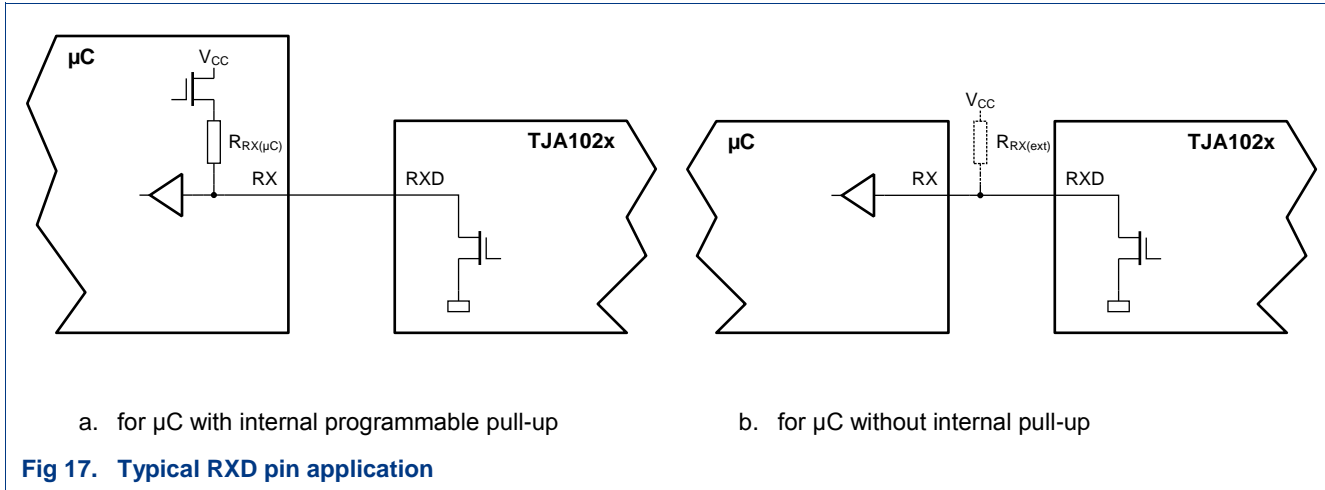 µC
VCC
RRX(µC)
RX
RXD
TJA102x
µC
VCC
RRX(ext)
RX
RXD
TJA102x
a. for µC with internal programmable pull-up
b. for µC without internal pull-up
Fig 17. Typical RXD pin application